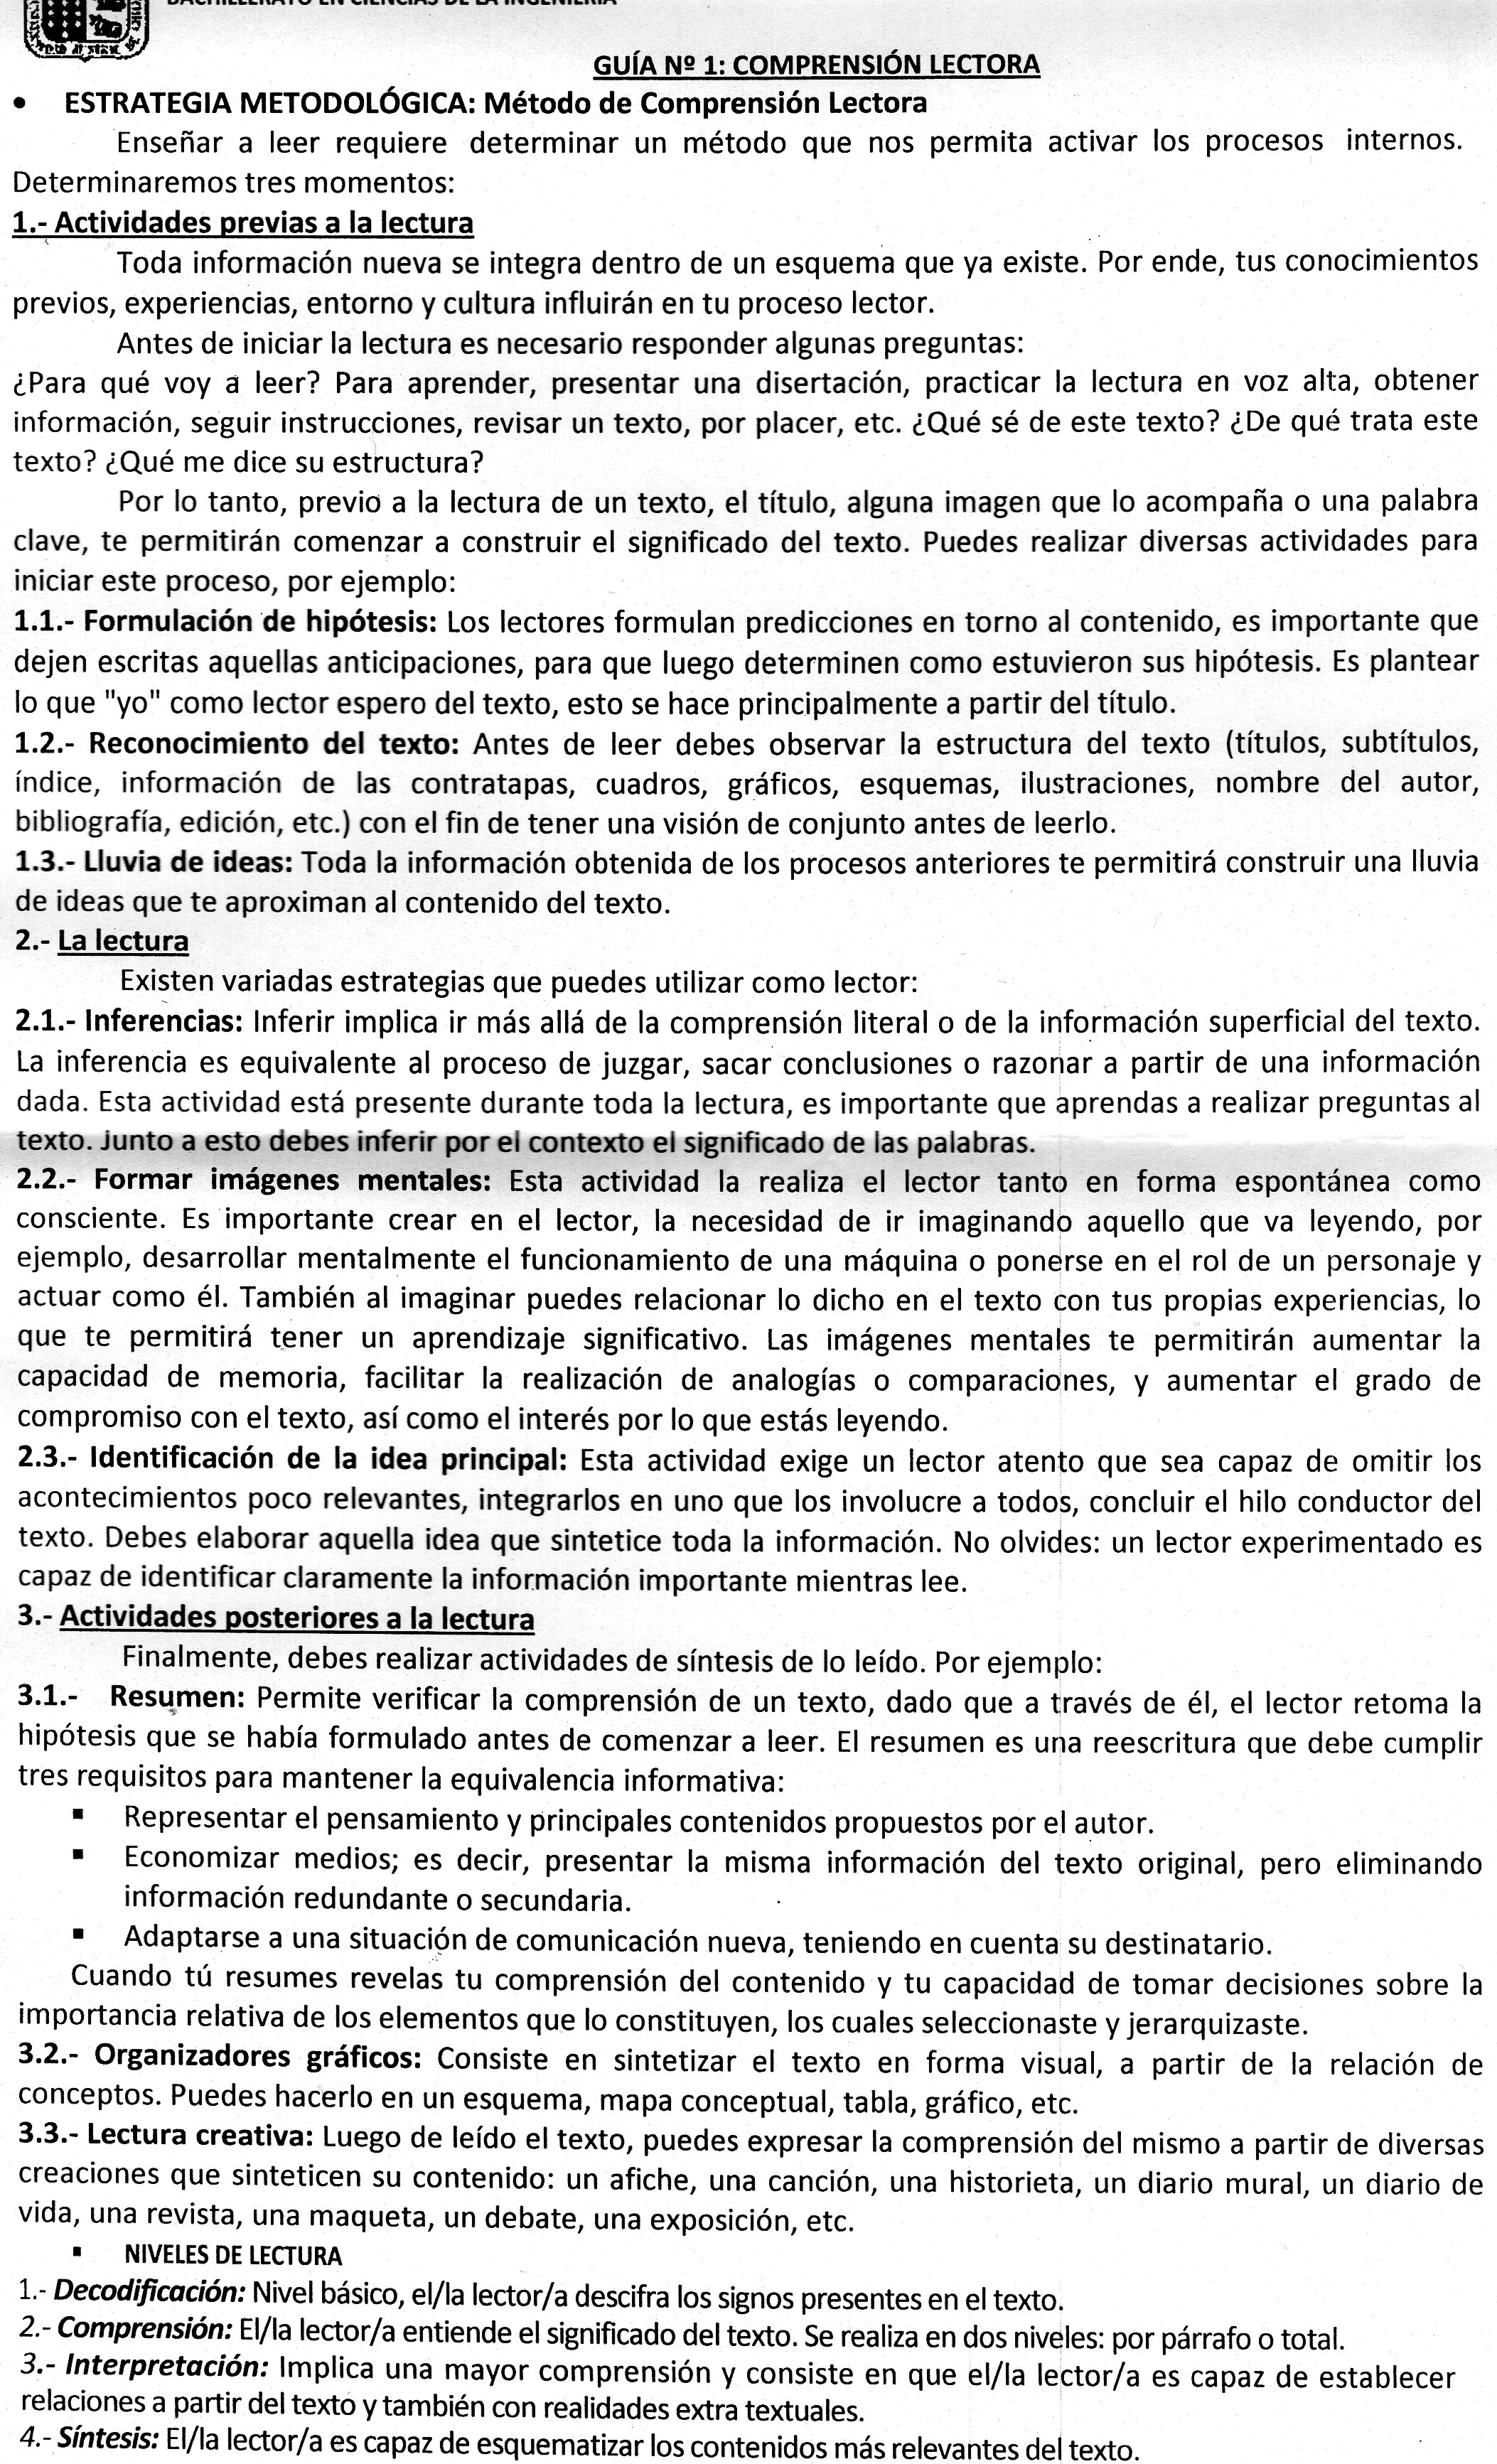 BACHILLERATO EN CIENCIAS DE LA INGENIERÍA
GUÍA Nº 1: COMPRENSIÓN LECTORA
• ESTRATEGIA METODOLÓGICA: Método de Comprensión Lectora
Enseñar a leer requiere determinar un método que nos permita activar los procesos internos.
Determinaremos tres momentos:
1.- Actividades previas a la lectura
Toda información nueva se integra dentro de un esquema que ya existe. Por ende, tus conocimientos
previos, experiencias, entorno y cultura influirán en tu proceso lector.
Antes de iniciar la lectura es necesario responder algunas preguntas:
¿Para qué voy a leer? Para aprender, presentar una disertación, practicar la lectura en voz alta, obtener
información, seguir instrucciones, revisar un texto, por placer, etc. ¿Qué sé de este texto? ¿De qué trata este
texto? ¿Qué me dice su estructura?
Por lo tanto, previo a la lectura de un texto, el título, alguna imagen que lo acompaña o una palabra
clave, te permitirán comenzar a construir el significado del texto. Puedes realizar diversas actividades para
iniciar este proceso, por ejemplo:
1.1.- Formulación de hipótesis: Los lectores formulan predicciones en torno al contenido, es importante que
dejen escritas aquellas anticipaciones, para que luego determinen como estuvieron sus hipótesis. Es plantear
lo que "yo" como lector espero del texto, esto se hace principalmente a partir del título.
1.2.- Reconocimiento del texto: Antes de leer debes observar la estructura del texto (títulos, subtítulos,
índice, información de las contratapas, cuadros, gráficos, esquemas, ilustraciones, nombre del autor,
bibliografía, edición, etc.) con el fin de tener una visión de conjunto antes de leerlo.
1.3.- Lluvia de ideas: Toda la información obtenida de los procesos anteriores te permitirá construir una lluvia
de ideas que te aproximan al contenido del texto.
2.- La lectura
Existen variadas estrategias que puedes utilizar como lector:
2.1.- Inferencias: Inferir implica ir más allá de la comprensión literal o de la información superficial del texto.
La inferencia es equivalente al proceso de juzgar, sacar conclusiones o razonar a partir de una información
dada. Esta actividad está presente durante toda la lectura, es importante que aprendas a realizar preguntas al
texto. Junto a esto debes inferir por el contexto el significado de las palabras.
2.2.- Formar imágenes mentales: Esta actividad la realiza el lector tanto en forma espontánea como
consciente. Es importante crear en el lector, la necesidad de ir imaginando aquello que va leyendo, por
ejemplo, desarrollar mentalmente el funcionamiento de una máquina o ponerse en el rol de un personaje y
actuar como él. También al imaginar puedes relacionar lo dicho en el texto con tus propias experiencias, lo
que te permitirá tener un aprendizaje significativo. Las imágenes mentales te permitirán aumentar la
capacidad de memoria, facilitar la realización de analogías o comparaciones, y aumentar el grado de
compromiso con el texto, así como el interés por lo que estás leyendo.
2.3.- Identificación de la idea principal: Esta actividad exige un lector atento que sea capaz de omitir los
acontecimientos poco relevantes, integrarlos en uno que los involucre a todos, concluir el hilo conductor del
texto. Debes elaborar aquella idea que sintetice toda la información. No olvides: un lector experimentado es
capaz de identificar claramente la información importante mientras lee.
3.- Actividades posteriores a la lectura
Finalmente, debes realizar actividades de síntesis de lo leído. Por ejemplo:
3.1.- Resumen: Permite verificar la comprensión de un texto, dado que a través de él, el lector retoma la
hipótesis que se había formulado antes de comenzar a leer. El resumen es una reescritura que debe cumplir
tres requisitos para mantener la equivalencia informativa:
▪ Representar el pensamiento y principales contenidos propuestos por el autor.
▪ Economizar medios; es decir, presentar la misma información del texto original, pero eliminando
información redundante o secundaria.
▪ Adaptarse a una situación de comunicación nueva, teniendo en cuenta su destinatario.
Cuando tú resumes revelas tu comprensión del contenido y tu capacidad de tomar decisiones sobre la
importancia relativa de los elementos que lo constituyen, los cuales seleccionaste y jerarquizaste.
3.2.- Organizadores gráficos: Consiste en sintetizar el texto en forma visual, a partir de la relación de
conceptos. Puedes hacerlo en un esquema, mapa conceptual, tabla, gráfico, etc.
3.3.- Lectura creativa: Luego de leído el texto, puedes expresar la comprensión del mismo a partir de diversas
creaciones que sinteticen su contenido: un afiche, una canción, una historieta, un diario mural, un diario de
vida, una revista, una maqueta, un debate, una exposición, etc.
▪ NIVELES DE LECTURA
1.- Decodificación: Nivel básico, el/la lector/a descifra los signos presentes en el texto.
2.- Comprensión: El/la lector/a entiende el significado del texto. Se realiza en dos niveles: por párrafo o total.
3.- Interpretación: Implica una mayor comprensión y consiste en que el/la lector/a es capaz de establecer
relaciones a partir del texto y también con realidades extra textuales.
4.- Síntesis: El/la lector/a es capaz de esquematizar los contenidos más relevantes del texto.